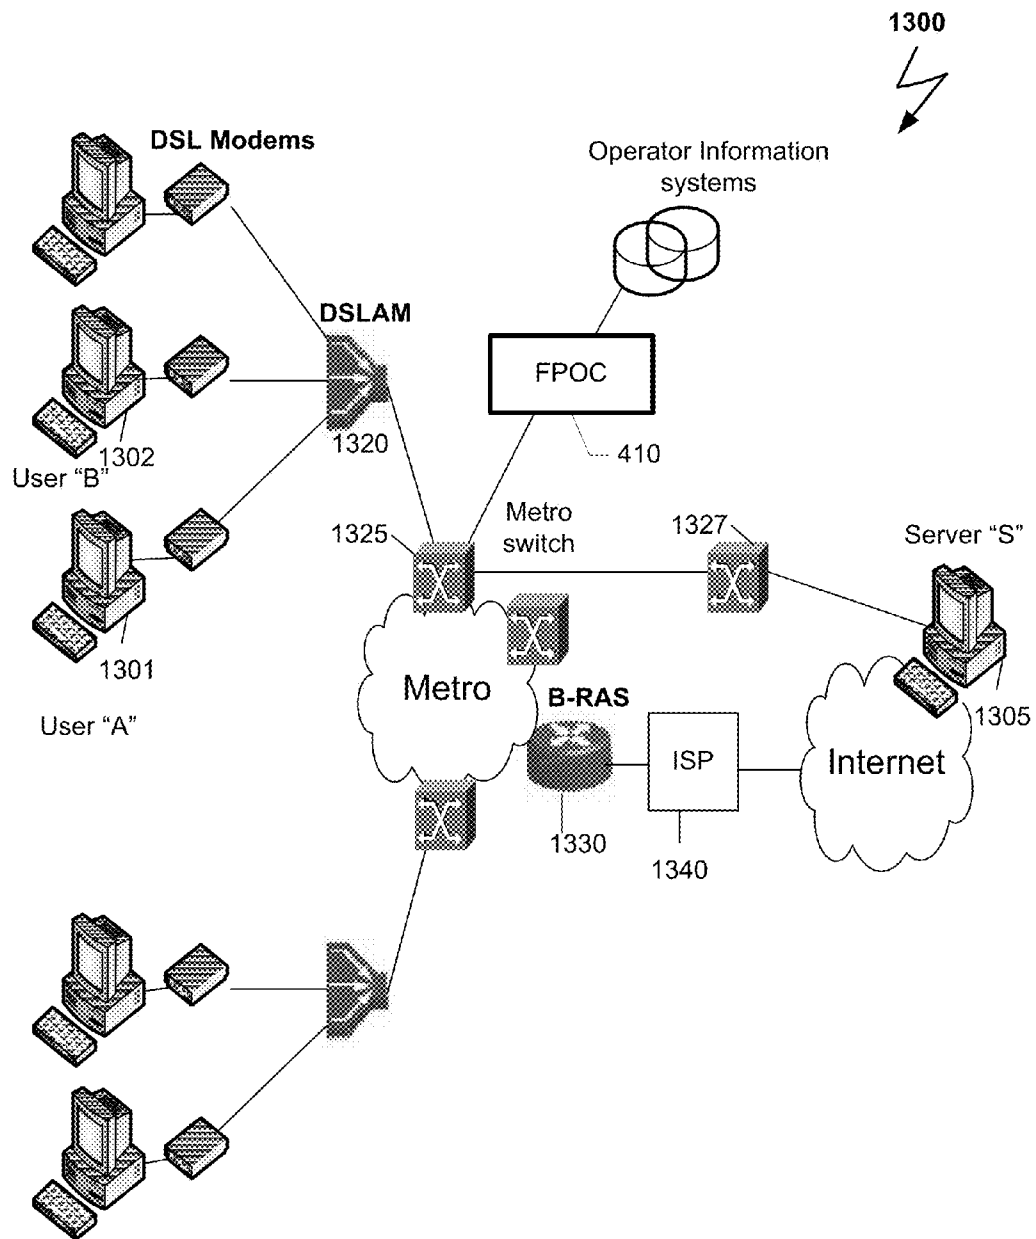 1300
DSL Modems
Operator Information
systems
DSLAM
FPOC
1320
410
1302
User “B”
1325
Metro
switch
1327
Server “S”
1301
User “A”
Metro
B-RAS
ISP
Internet
1305
1330
1340